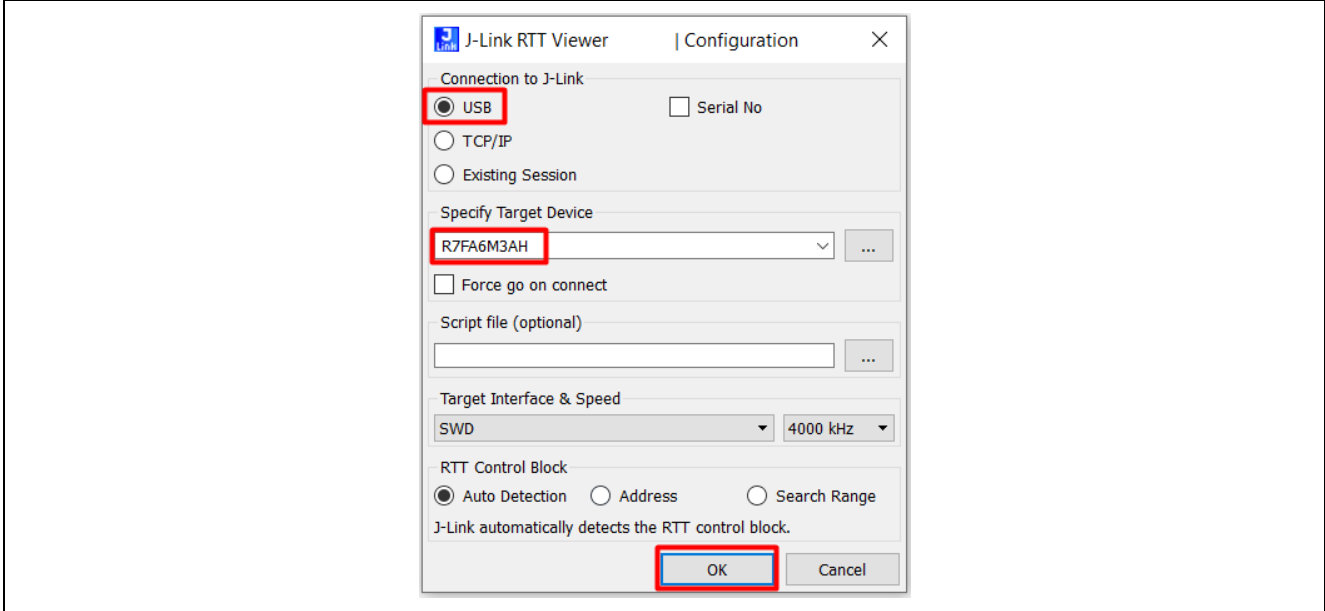 J-Link RTT Viewer | Configuration
Connection to J-Link
USB Serial No
TCP/IP
Existing Session
Specify Target Device
R7FA6M3AH ...
Force go on connect
Script file (optional)
...
Target Interface & Speed
SWD 4000 kHz
RTT Control Block
Auto Detection Address Search Range
J-Link automatically detects the RTT control block.
OK Cancel